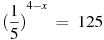 (1/5)^{4−x} = 125